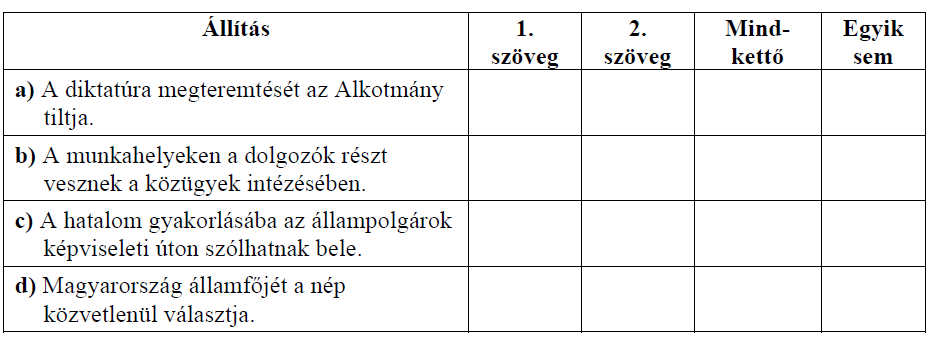 Állítás 1. szöveg 2. szöveg Mind-kettő Egyik sem
a) A diktatúra megteremtését az Alkotmány
tiltja.
b) A munkahelyeken a dolgozók részt
vesznek a közügyek intézésében.
c) A hatalom gyakorlásába az állampolgárok
képviseleti úton szólhatnak bele.
d) Magyarország államfőjét a nép
közvetlenül választja.